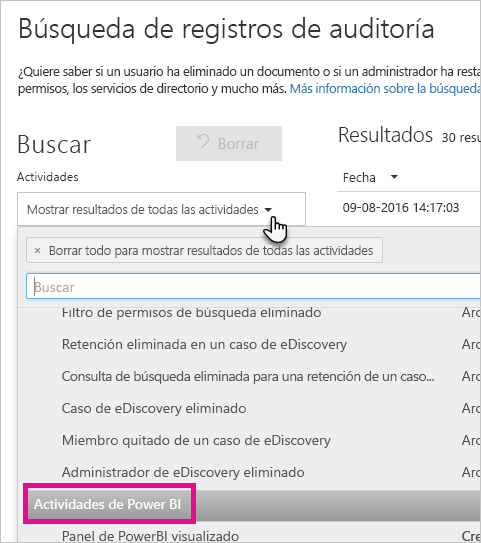 Búsqueda de registros de auditoría
¿Quiere saber si un usuario ha eliminado un documento o si un administrador ha resta
permisos, los servicios de directorio y mucho más. Más información sobre la búsqueda
Buscar
Borrar
Resultados 30 resu
Actividades
Fecha
Mostrar resultados de todas las actividades
09-08-2016 14:17:03
× Borrar todo para mostrar resultados de todas las actividades
Buscar
Filtro de permisos de búsqueda eliminado Arc
Retención eliminada en un caso de eDiscovery Arc
Consulta de búsqueda eliminada para una retención de un caso... Arc
Caso de eDiscovery eliminado Arc
Miembro quitado de un caso de eDiscovery Arc
Administrador de eDiscovery eliminado Arc
Actividades de Power BI
Panel de PowerBI visualizado Cre